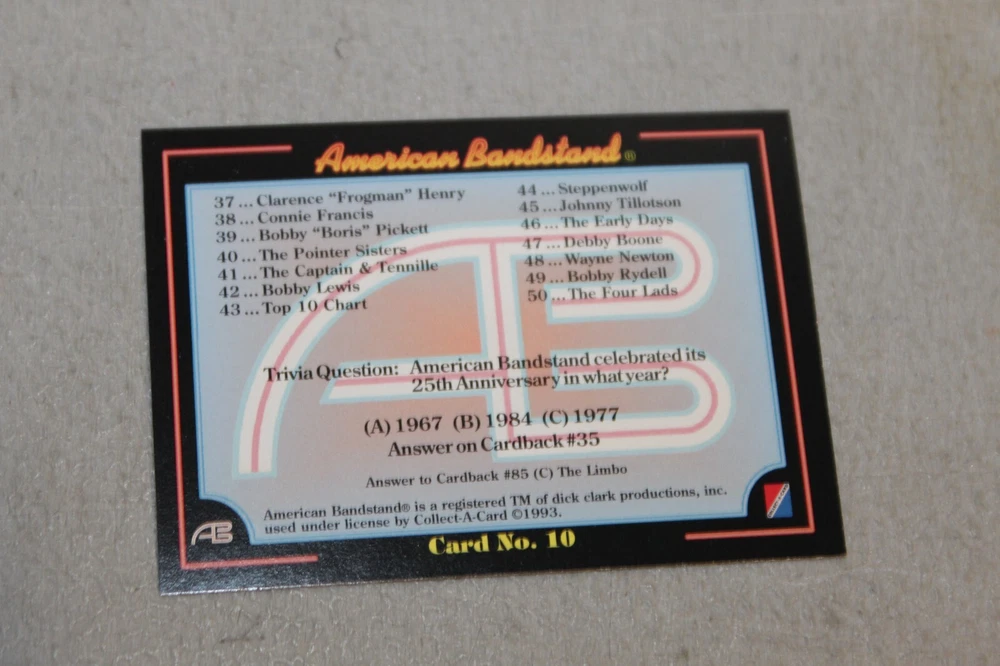 American Bandstand®
37 ... Clarence "Frogman" Henry
38 ... Connie Francis
39 ... Bobby "Boris" Pickett
40 ... The Pointer Sisters
41 ... The Captain & Tennille
42 ... Bobby Lewis
43 ... Top 10 Chart
44 ... Steppenwolf
45 ... Johnny Tillotson
46 ... The Early Days
47 ... Debby Boone
48 ... Wayne Newton
49 ... Bobby Rydell
50 ... The Four Lads
Trivia Question: American Bandstand celebrated its
25th Anniversary in what year?
(A) 1967 (B) 1984 (C) 1977
Answer on Cardback #35
Answer to Cardback #85 (C) The Limbo
American Bandstand® is a registered TM of dick clark productions, inc.
used under license by Collect-A-Card ©1993.
AB
Card No. 10